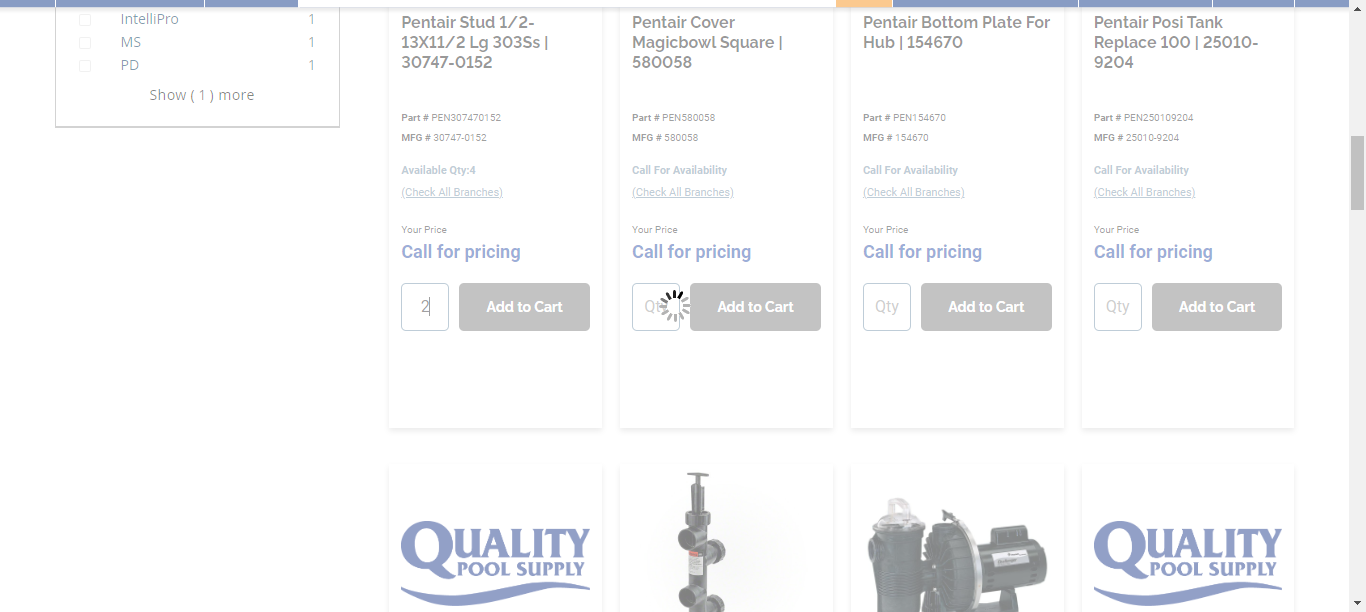 IntelliPro 1
MS 1
PD 1
Show ( 1 ) more
Pentair Stud 1/2-
13X11/2 Lg 303Ss |
30747-0152
Part # PEN307470152
MFG # 30747-0152
Available Qty:4
(Check All Branches)
Your Price
Call for pricing
2
Add to Cart
Pentair Cover
Magicbowl Square |
580058
Part # PEN580058
MFG # 580058
Call For Availability
(Check All Branches)
Your Price
Call for pricing
Qty
Add to Cart
Pentair Bottom Plate For
Hub | 154670
Part # PEN154670
MFG # 154670
Call For Availability
(Check All Branches)
Your Price
Call for pricing
Qty
Add to Cart
Pentair Posi Tank
Replace 100 | 25010-
9204
Part # PEN250109204
MFG # 25010-9204
Call For Availability
(Check All Branches)
Your Price
Call for pricing
Qty
Add to Cart
QUALITY
POOL SUPPLY
QUALITY
POOL SUPPLY